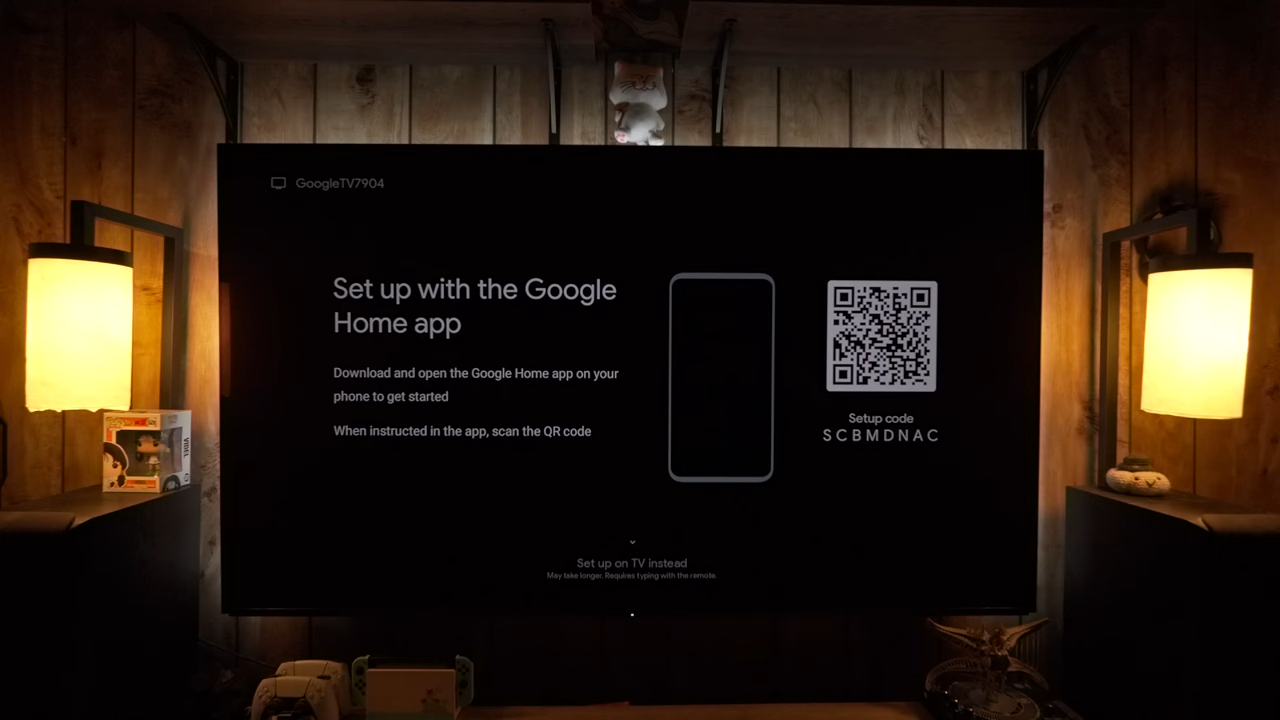 GoogleTV7904
Set up with the Google
Home app
Download and open the Google Home app on your
phone to get started
When instructed in the app, scan the QR code
Setup code
SCBMDNAC
Set up on TV instead
May take longer. Requires typing with the remote.
VIDEL